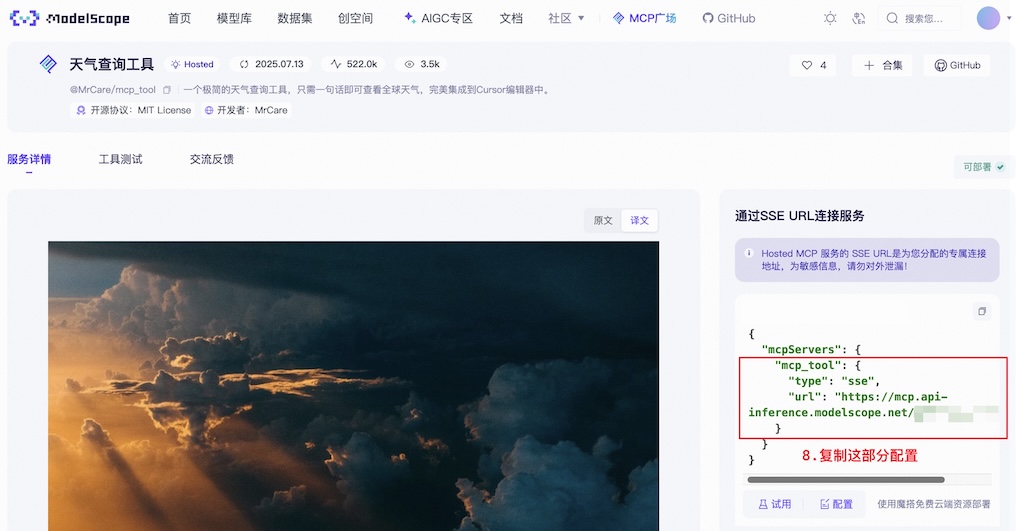 ModelScope 首页 模型库 数据集 创空间 AIGC专区 文档 社区 MCP广场 GitHub 搜索您...
天气查询工具 Hosted 2025.07.13 522.0k 3.5k 4 合集 GitHub
@MrCare/mcp_tool 一个极简的天气查询工具，只需一句话即可查看全球天气，完美集成到Cursor编辑器中。
开源协议：MIT License 开发者：MrCare
服务详情 工具测试 交流反馈
可部署
原文 译文
通过SSE URL连接服务
Hosted MCP 服务的 SSE URL是为您分配的专属连接
地址，为敏感信息，请勿对外泄漏！
{
"mcpServers": {
"mcp_tool": {
"type": "sse",
"url": "https://mcp.api-
inference.modelscope.net/
}
}
}
8.复制这部分配置
试用 配置 使用魔搭免费云端资源部署